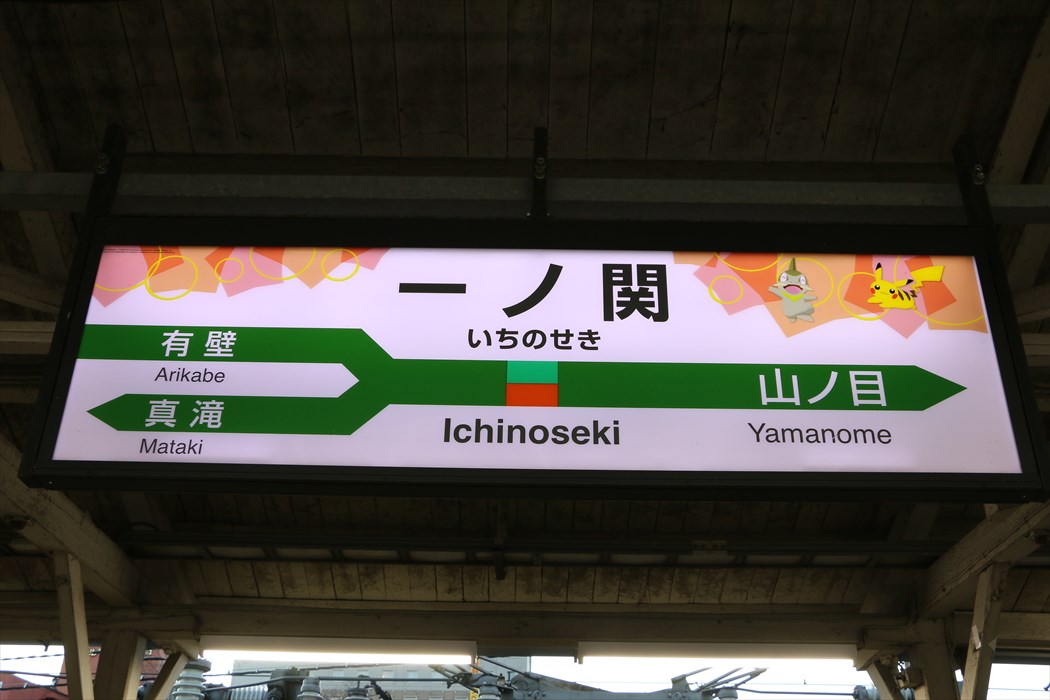 一ノ関
いちのせき
有壁
Arikabe
真滝
Mataki
Ichinoseki
山ノ目
Yamanome